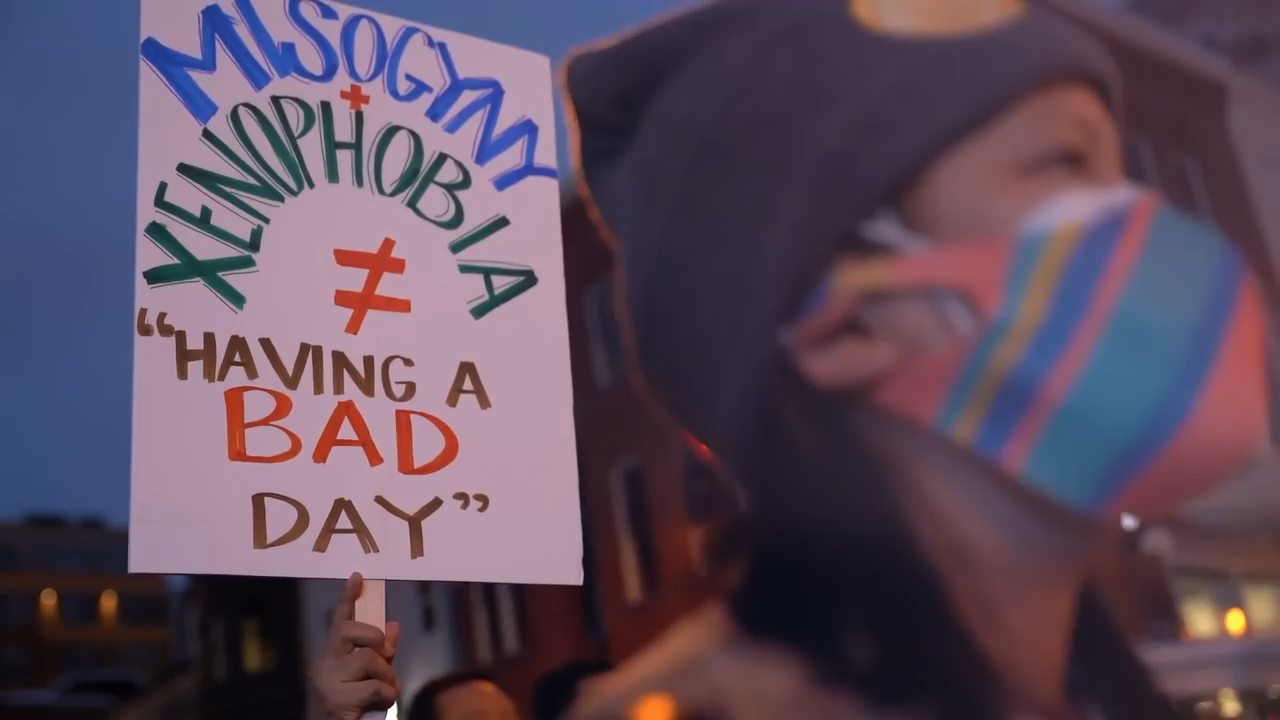 MISOGYNY
+
XENOPHOBIA
≠
“HAVING A
BAD
DAY”